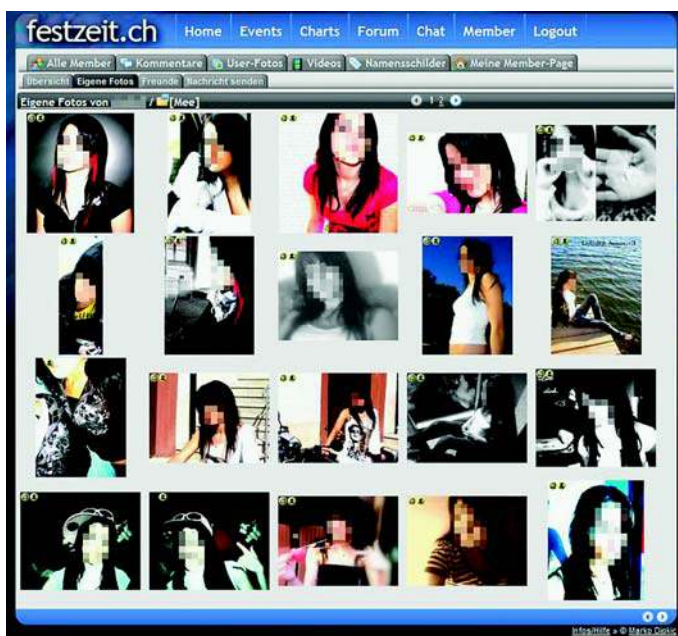 festzeit.ch
Home Events Charts Forum Chat Member Logout
Alle Member Kommentare User-Fotos Videos Namensschilder Meine Member-Page
Übersicht Eigene Fotos Freunde Nachricht senden
Eigene Fotos von / [Mee] 1 2
Infos/Hilfe » © Marko